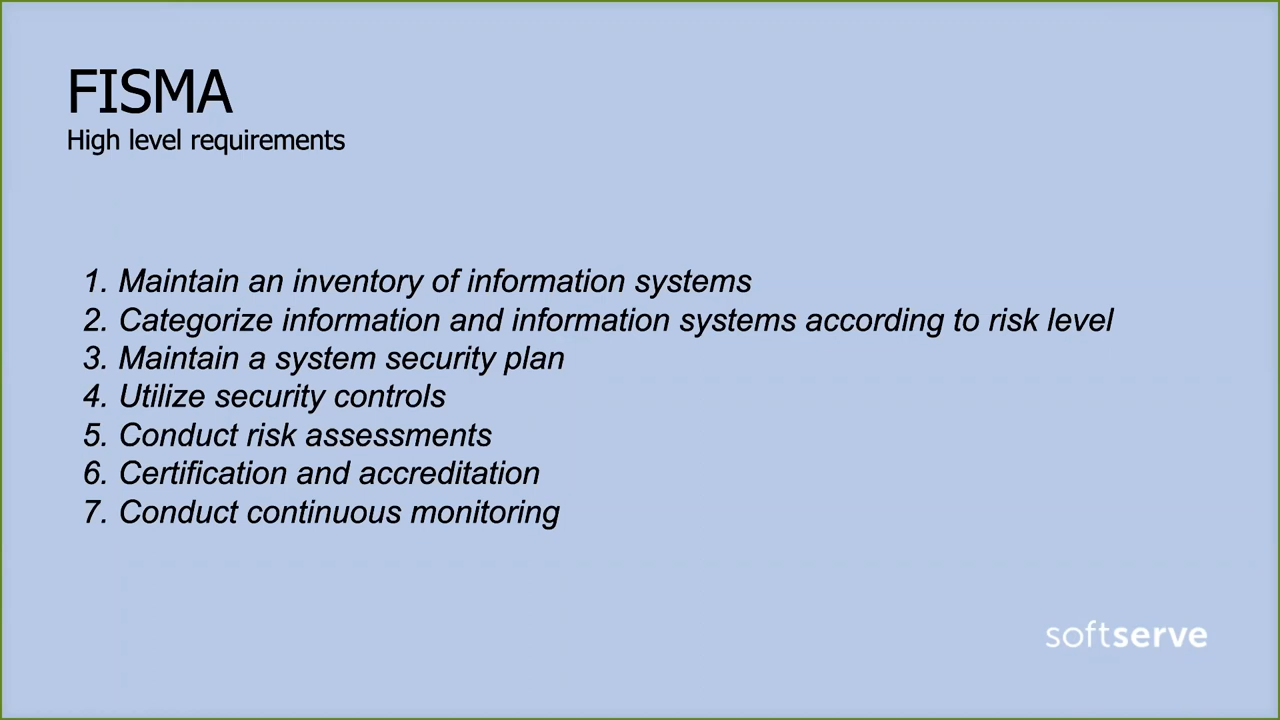 FISMA
High level requirements
1. Maintain an inventory of information systems
2. Categorize information and information systems according to risk level
3. Maintain a system security plan
4. Utilize security controls
5. Conduct risk assessments
6. Certification and accreditation
7. Conduct continuous monitoring
softserve